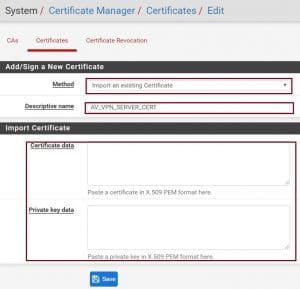 System / Certificate Manager / Certificates / Edit
CAs Certificates Certificate Revocation
Add/Sign a New Certificate
Method Import an existing Certificate
Descriptive name AV_VPN_SERVER_CERT
Import Certificate
Certificate data
Paste a certificate in X.509 PEM format here.
Private key data
Paste a private key in X.509 PEM format here.
Save